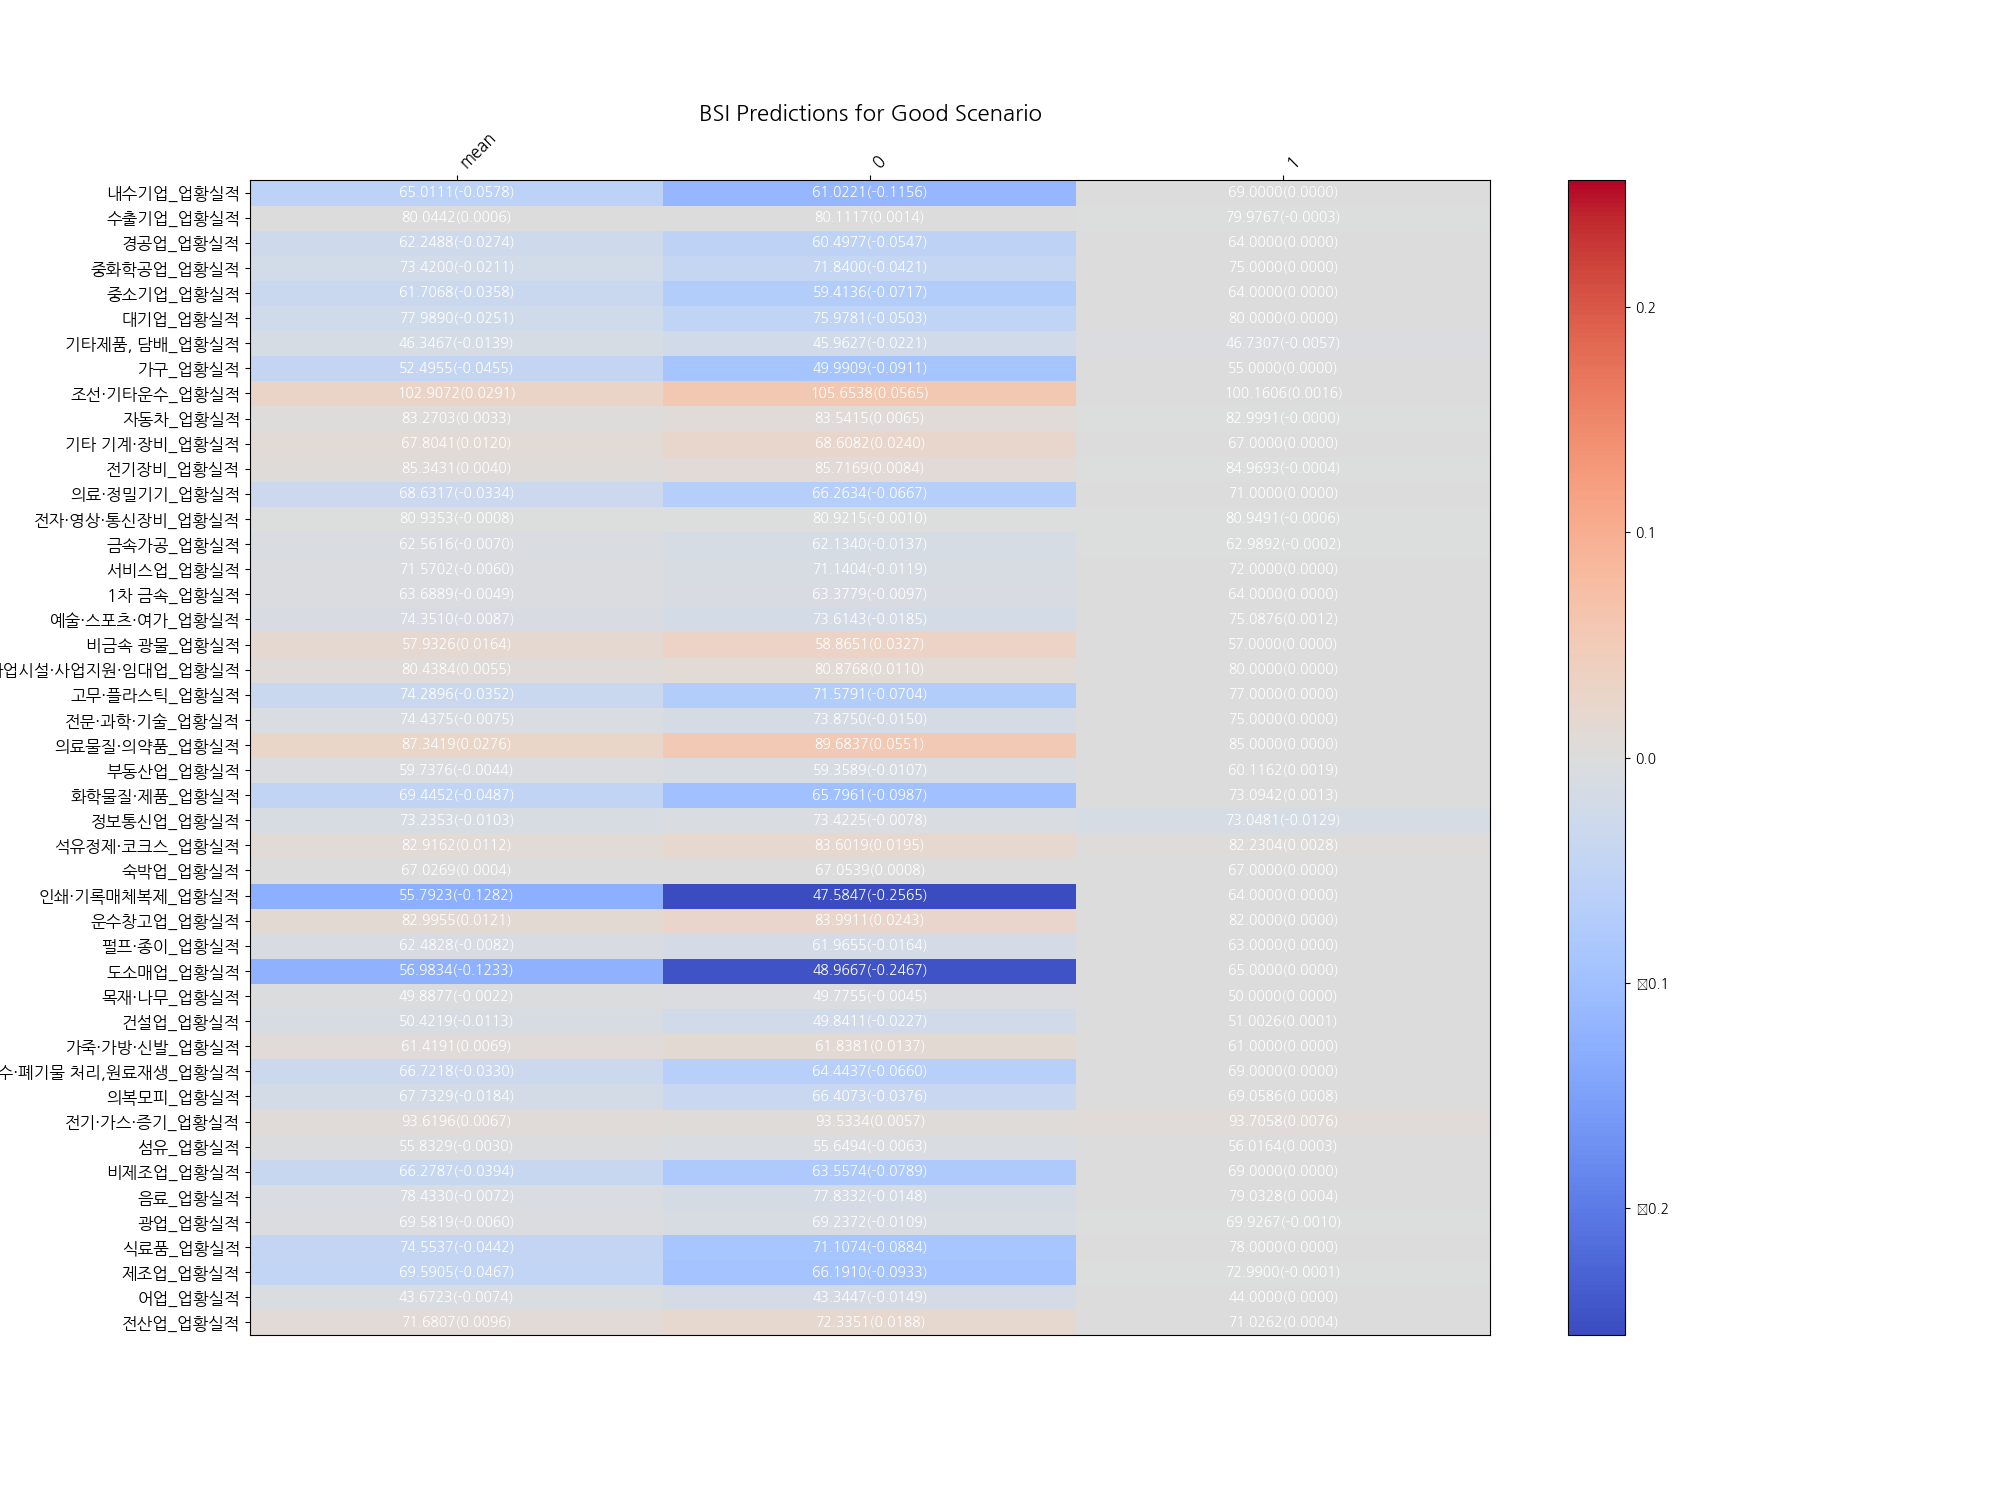 BSI Predictions for Good Scenario
mean 0 1
내수기업_업황실적 65.0111(-0.0578) 61.0221(-0.1156) 69.0000(0.0000)
수출기업_업황실적 80.0442(0.0006) 80.1117(0.0014) 79.9767(-0.0003)
경공업_업황실적 62.2488(-0.0274) 60.4977(-0.0547) 64.0000(0.0000)
중화학공업_업황실적 73.4200(-0.0211) 71.8400(-0.0421) 75.0000(0.0000)
중소기업_업황실적 61.7068(-0.0358) 59.4136(-0.0717) 64.0000(0.0000)
대기업_업황실적 77.9890(-0.0251) 75.9781(-0.0503) 80.0000(0.0000)
기타제품, 담배_업황실적 46.3467(-0.0139) 45.9627(-0.0221) 46.7307(-0.0057)
가구_업황실적 52.4955(-0.0455) 49.9909(-0.0911) 55.0000(0.0000)
조선·기타운수_업황실적 102.9072(0.0291) 105.6538(0.0565) 100.1606(0.0016)
자동차_업황실적 83.2703(0.0033) 83.5415(0.0065) 82.9991(-0.0000)
기타 기계·장비_업황실적 67.8041(0.0120) 68.6082(0.0240) 67.0000(0.0000)
전기장비_업황실적 85.3431(0.0040) 85.7169(0.0084) 84.9693(-0.0004)
의료·정밀기기_업황실적 68.6317(-0.0334) 66.2634(-0.0667) 71.0000(0.0000)
전자·영상·통신장비_업황실적 80.9353(-0.0008) 80.9215(-0.0010) 80.9491(-0.0006)
금속가공_업황실적 62.5616(-0.0070) 62.1340(-0.0137) 62.9892(-0.0002)
서비스업_업황실적 71.5702(-0.0060) 71.1404(-0.0119) 72.0000(0.0000)
1차 금속_업황실적 63.6889(-0.0049) 63.3779(-0.0097) 64.0000(0.0000)
예술·스포츠·여가_업황실적 74.3510(-0.0087) 73.6143(-0.0185) 75.0876(0.0012)
비금속 광물_업황실적 57.9326(0.0164) 58.8651(0.0327) 57.0000(0.0000)
업시설·사업지원·임대업_업황실적 80.4384(0.0055) 80.8768(0.0110) 80.0000(0.0000)
고무·플라스틱_업황실적 74.2896(-0.0352) 71.5791(-0.0704) 77.0000(0.0000)
전문·과학·기술_업황실적 74.4375(-0.0075) 73.8750(-0.0150) 75.0000(0.0000)
의료물질·의약품_업황실적 87.3419(0.0276) 89.6837(0.0551) 85.0000(0.0000)
부동산업_업황실적 59.7376(-0.0044) 59.3589(-0.0107) 60.1162(0.0019)
화학물질·제품_업황실적 69.4452(-0.0487) 65.7961(-0.0987) 73.0942(0.0013)
정보통신업_업황실적 73.2353(-0.0103) 73.4225(-0.0078) 73.0481(-0.0129)
석유정제·코크스_업황실적 82.9162(0.0112) 83.6019(0.0195) 82.2304(0.0028)
숙박업_업황실적 67.0269(0.0004) 67.0539(0.0008) 67.0000(0.0000)
인쇄·기록매체복제_업황실적 55.7923(-0.1282) 47.5847(-0.2565) 64.0000(0.0000)
운수창고업_업황실적 82.9955(0.0121) 83.9911(0.0243) 82.0000(0.0000)
펄프·종이_업황실적 62.4828(-0.0082) 61.9655(-0.0164) 63.0000(0.0000)
도소매업_업황실적 56.9834(-0.1233) 48.9667(-0.2467) 65.0000(0.0000)
목재·나무_업황실적 49.8877(-0.0022) 49.7755(-0.0045) 50.0000(0.0000)
건설업_업황실적 50.4219(-0.0113) 49.8411(-0.0227) 51.0026(0.0001)
가죽·가방·신발_업황실적 61.4191(0.0069) 61.8381(0.0137) 61.0000(0.0000)
수·폐기물 처리,원료재생_업황실적 66.7218(-0.0330) 64.4437(-0.0660) 69.0000(0.0000)
의복모피_업황실적 67.7329(-0.0184) 66.4073(-0.0376) 69.0586(0.0008)
전기·가스·증기_업황실적 93.6196(0.0067) 93.5334(0.0057) 93.7058(0.0076)
섬유_업황실적 55.8329(-0.0030) 55.6494(-0.0063) 56.0164(0.0003)
비제조업_업황실적 66.2787(-0.0394) 63.5574(-0.0789) 69.0000(0.0000)
음료_업황실적 78.4330(-0.0072) 77.8332(-0.0148) 79.0328(0.0004)
광업_업황실적 69.5819(-0.0060) 69.2372(-0.0109) 69.9267(-0.0010)
식료품_업황실적 74.5537(-0.0442) 71.1074(-0.0884) 78.0000(0.0000)
제조업_업황실적 69.5905(-0.0467) 66.1910(-0.0933) 72.9900(-0.0001)
어업_업황실적 43.6723(-0.0074) 43.3447(-0.0149) 44.0000(0.0000)
전산업_업황실적 71.6807(0.0096) 72.3351(0.0188) 71.0262(0.0004)
0.2
0.1
0.0
0.1
0.2